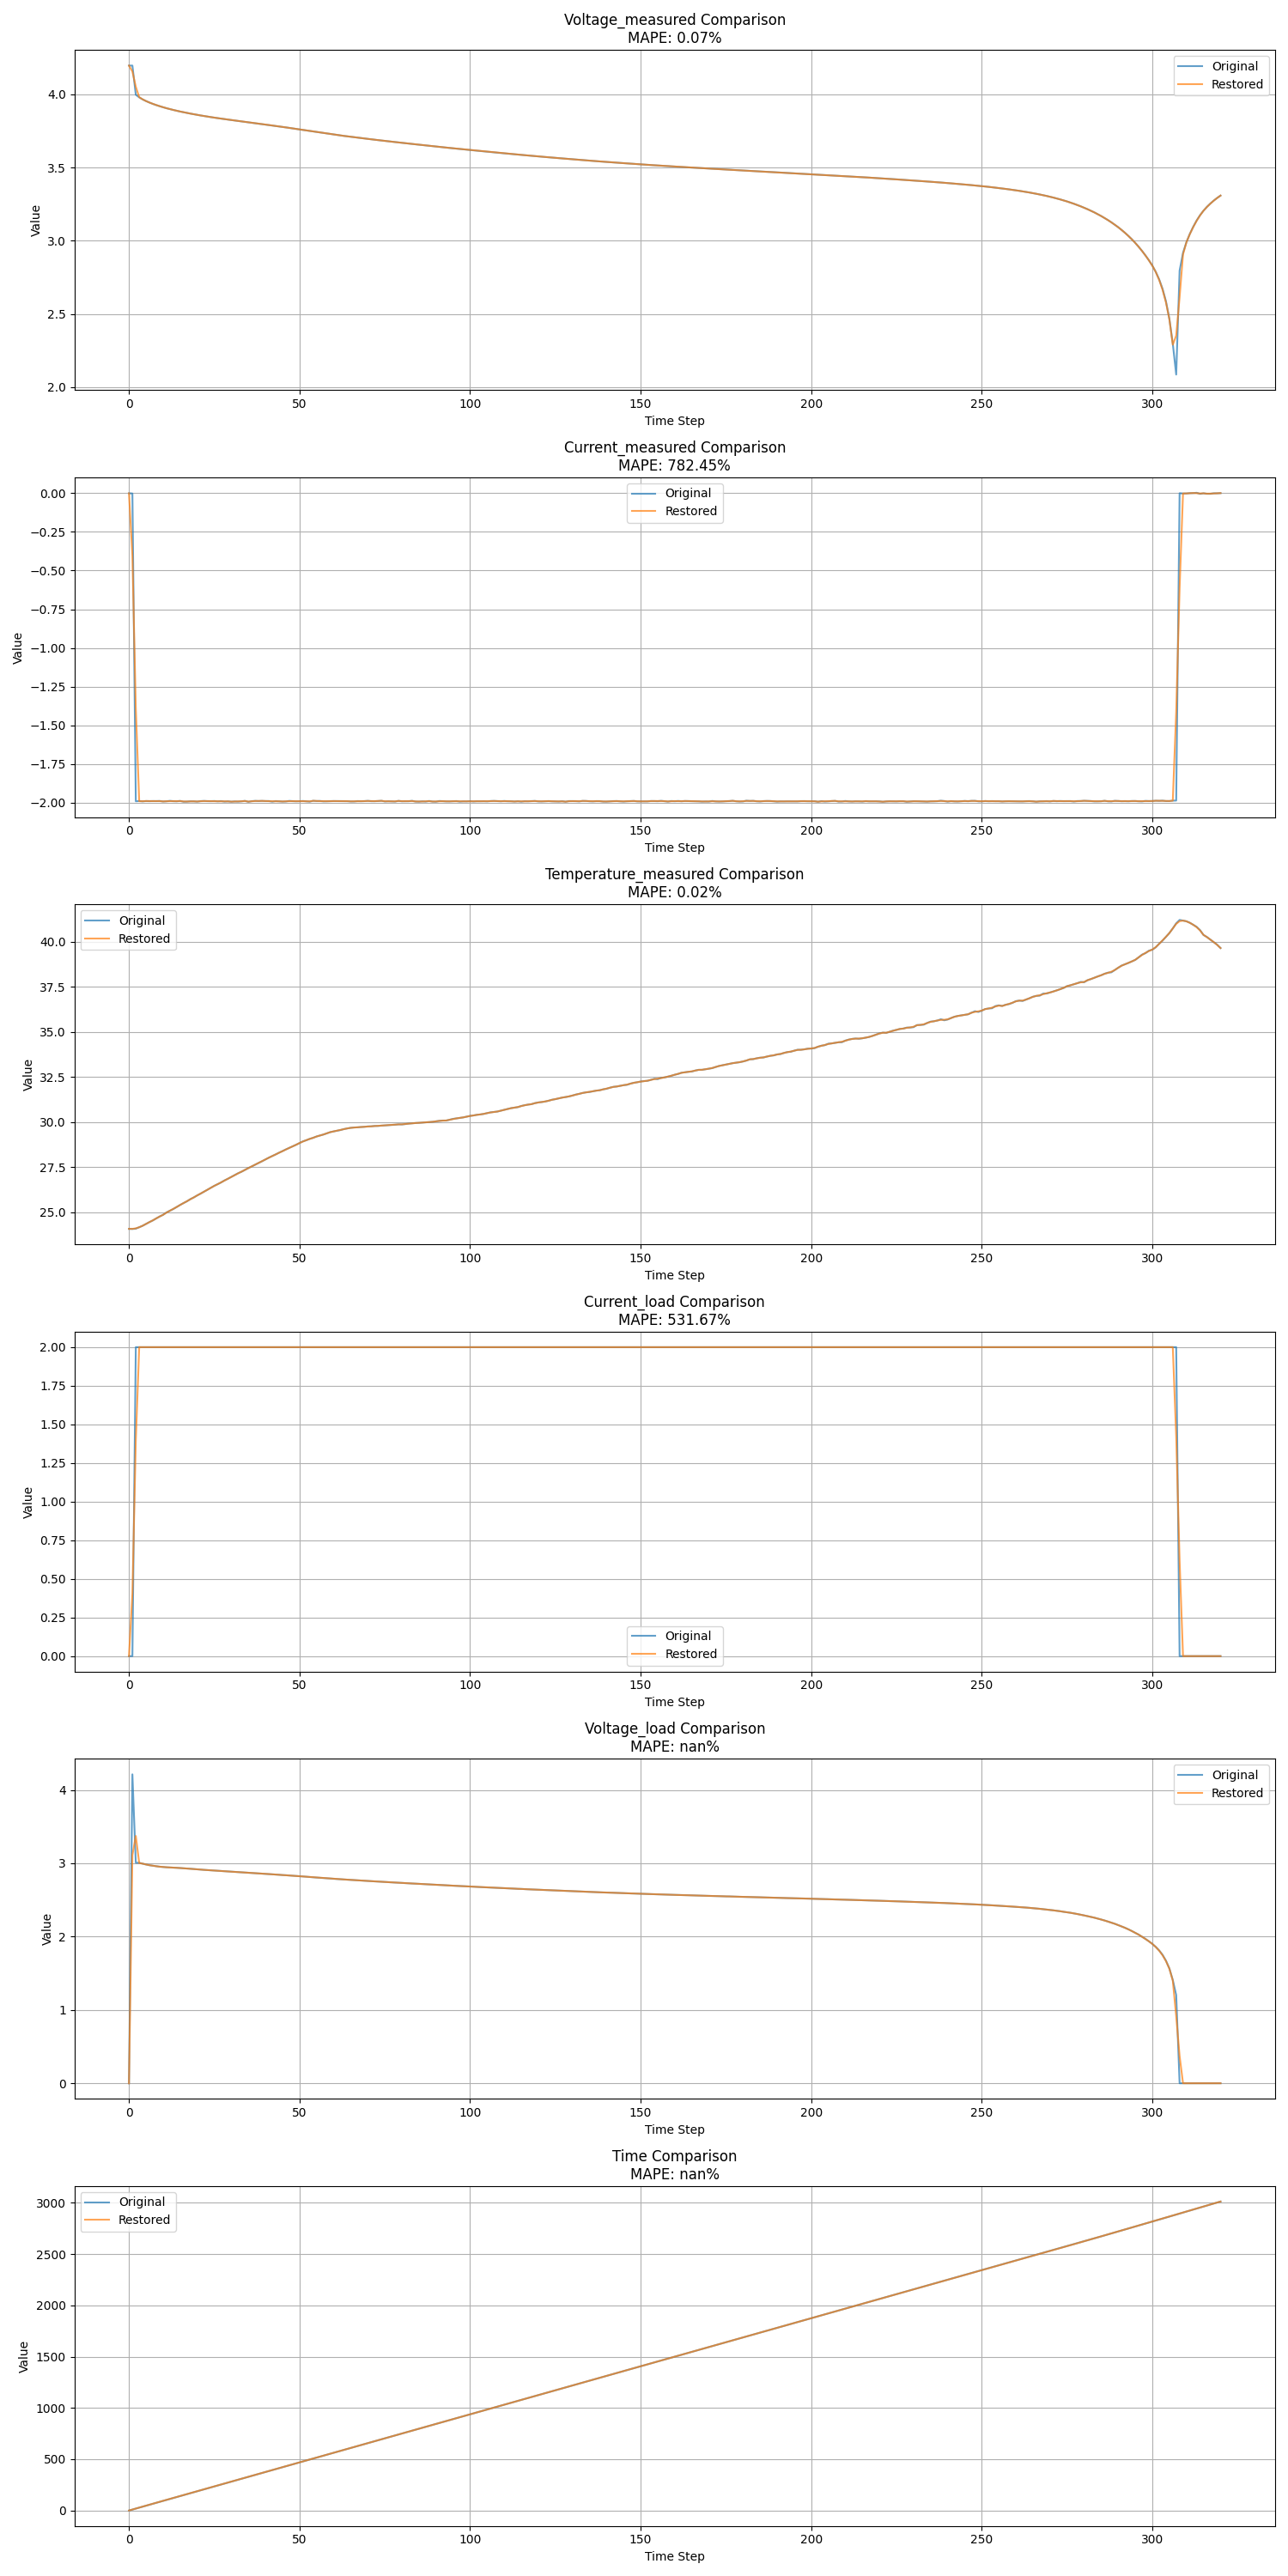 Voltage_measured Comparison
MAPE: 0.07%
Original
Restored
4.0
3.5
3.0
2.5
2.0
Value
0 50 100 150 200 250 300
Time Step
Current_measured Comparison
MAPE: 782.45%
Original
Restored
0.00
−0.25
−0.50
−0.75
−1.00
−1.25
−1.50
−1.75
−2.00
Value
0 50 100 150 200 250 300
Time Step
Temperature_measured Comparison
MAPE: 0.02%
Original
Restored
40.0
37.5
35.0
32.5
30.0
27.5
25.0
Value
0 50 100 150 200 250 300
Time Step
Current_load Comparison
MAPE: 531.67%
2.00
1.75
1.50
1.25
1.00
0.75
0.50
0.25
0.00
Value
Original
Restored
0 50 100 150 200 250 300
Time Step
Voltage_load Comparison
MAPE: nan%
Original
Restored
4
3
2
1
0
Value
0 50 100 150 200 250 300
Time Step
Time Comparison
MAPE: nan%
Original
Restored
3000
2500
2000
1500
1000
500
0
Value
0 50 100 150 200 250 300
Time Step